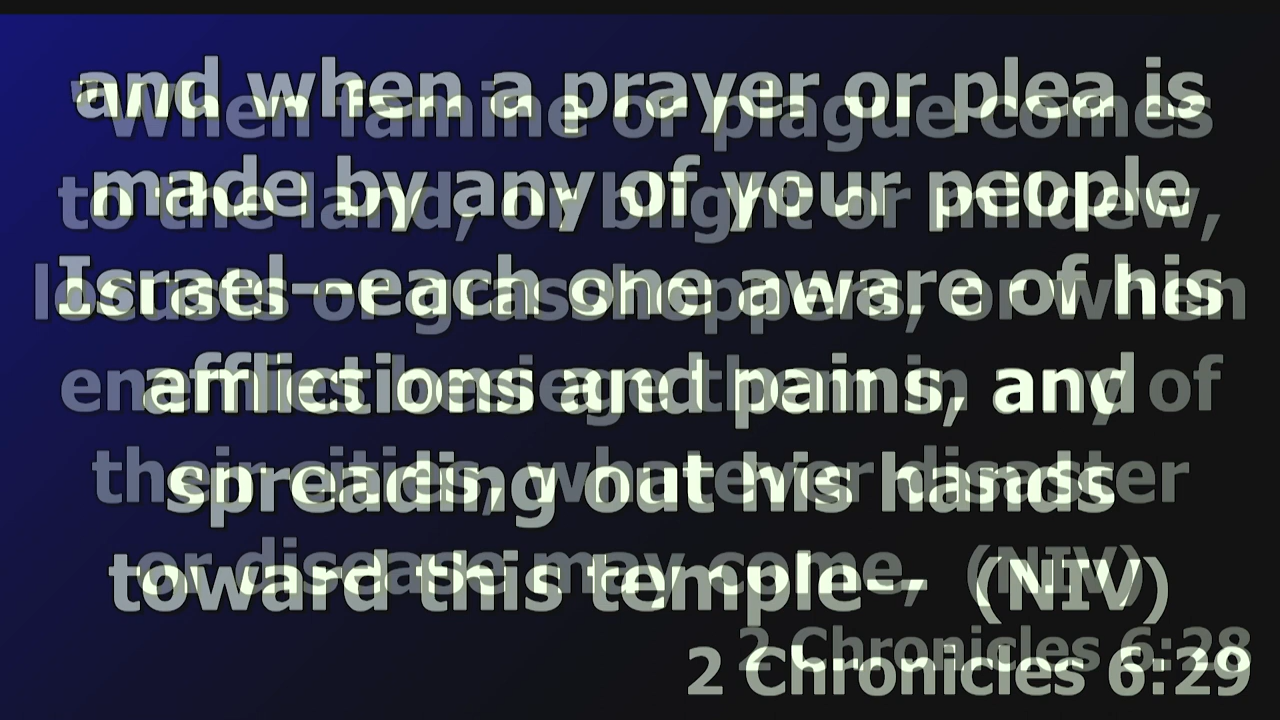 and when a prayer or plea is
made by any of your people
Israel--each one aware of his
afflictions and pains, and
spreading out his hands
toward this temple-- (NIV)
2 Chronicles 6:29
"When famine or plague comes
to the land, or blight or mildew,
locusts or grasshoppers, or when
enemies besiege them in any of
their cities, whatever disaster
or disease may come, (NIV)
2 Chronicles 6:28